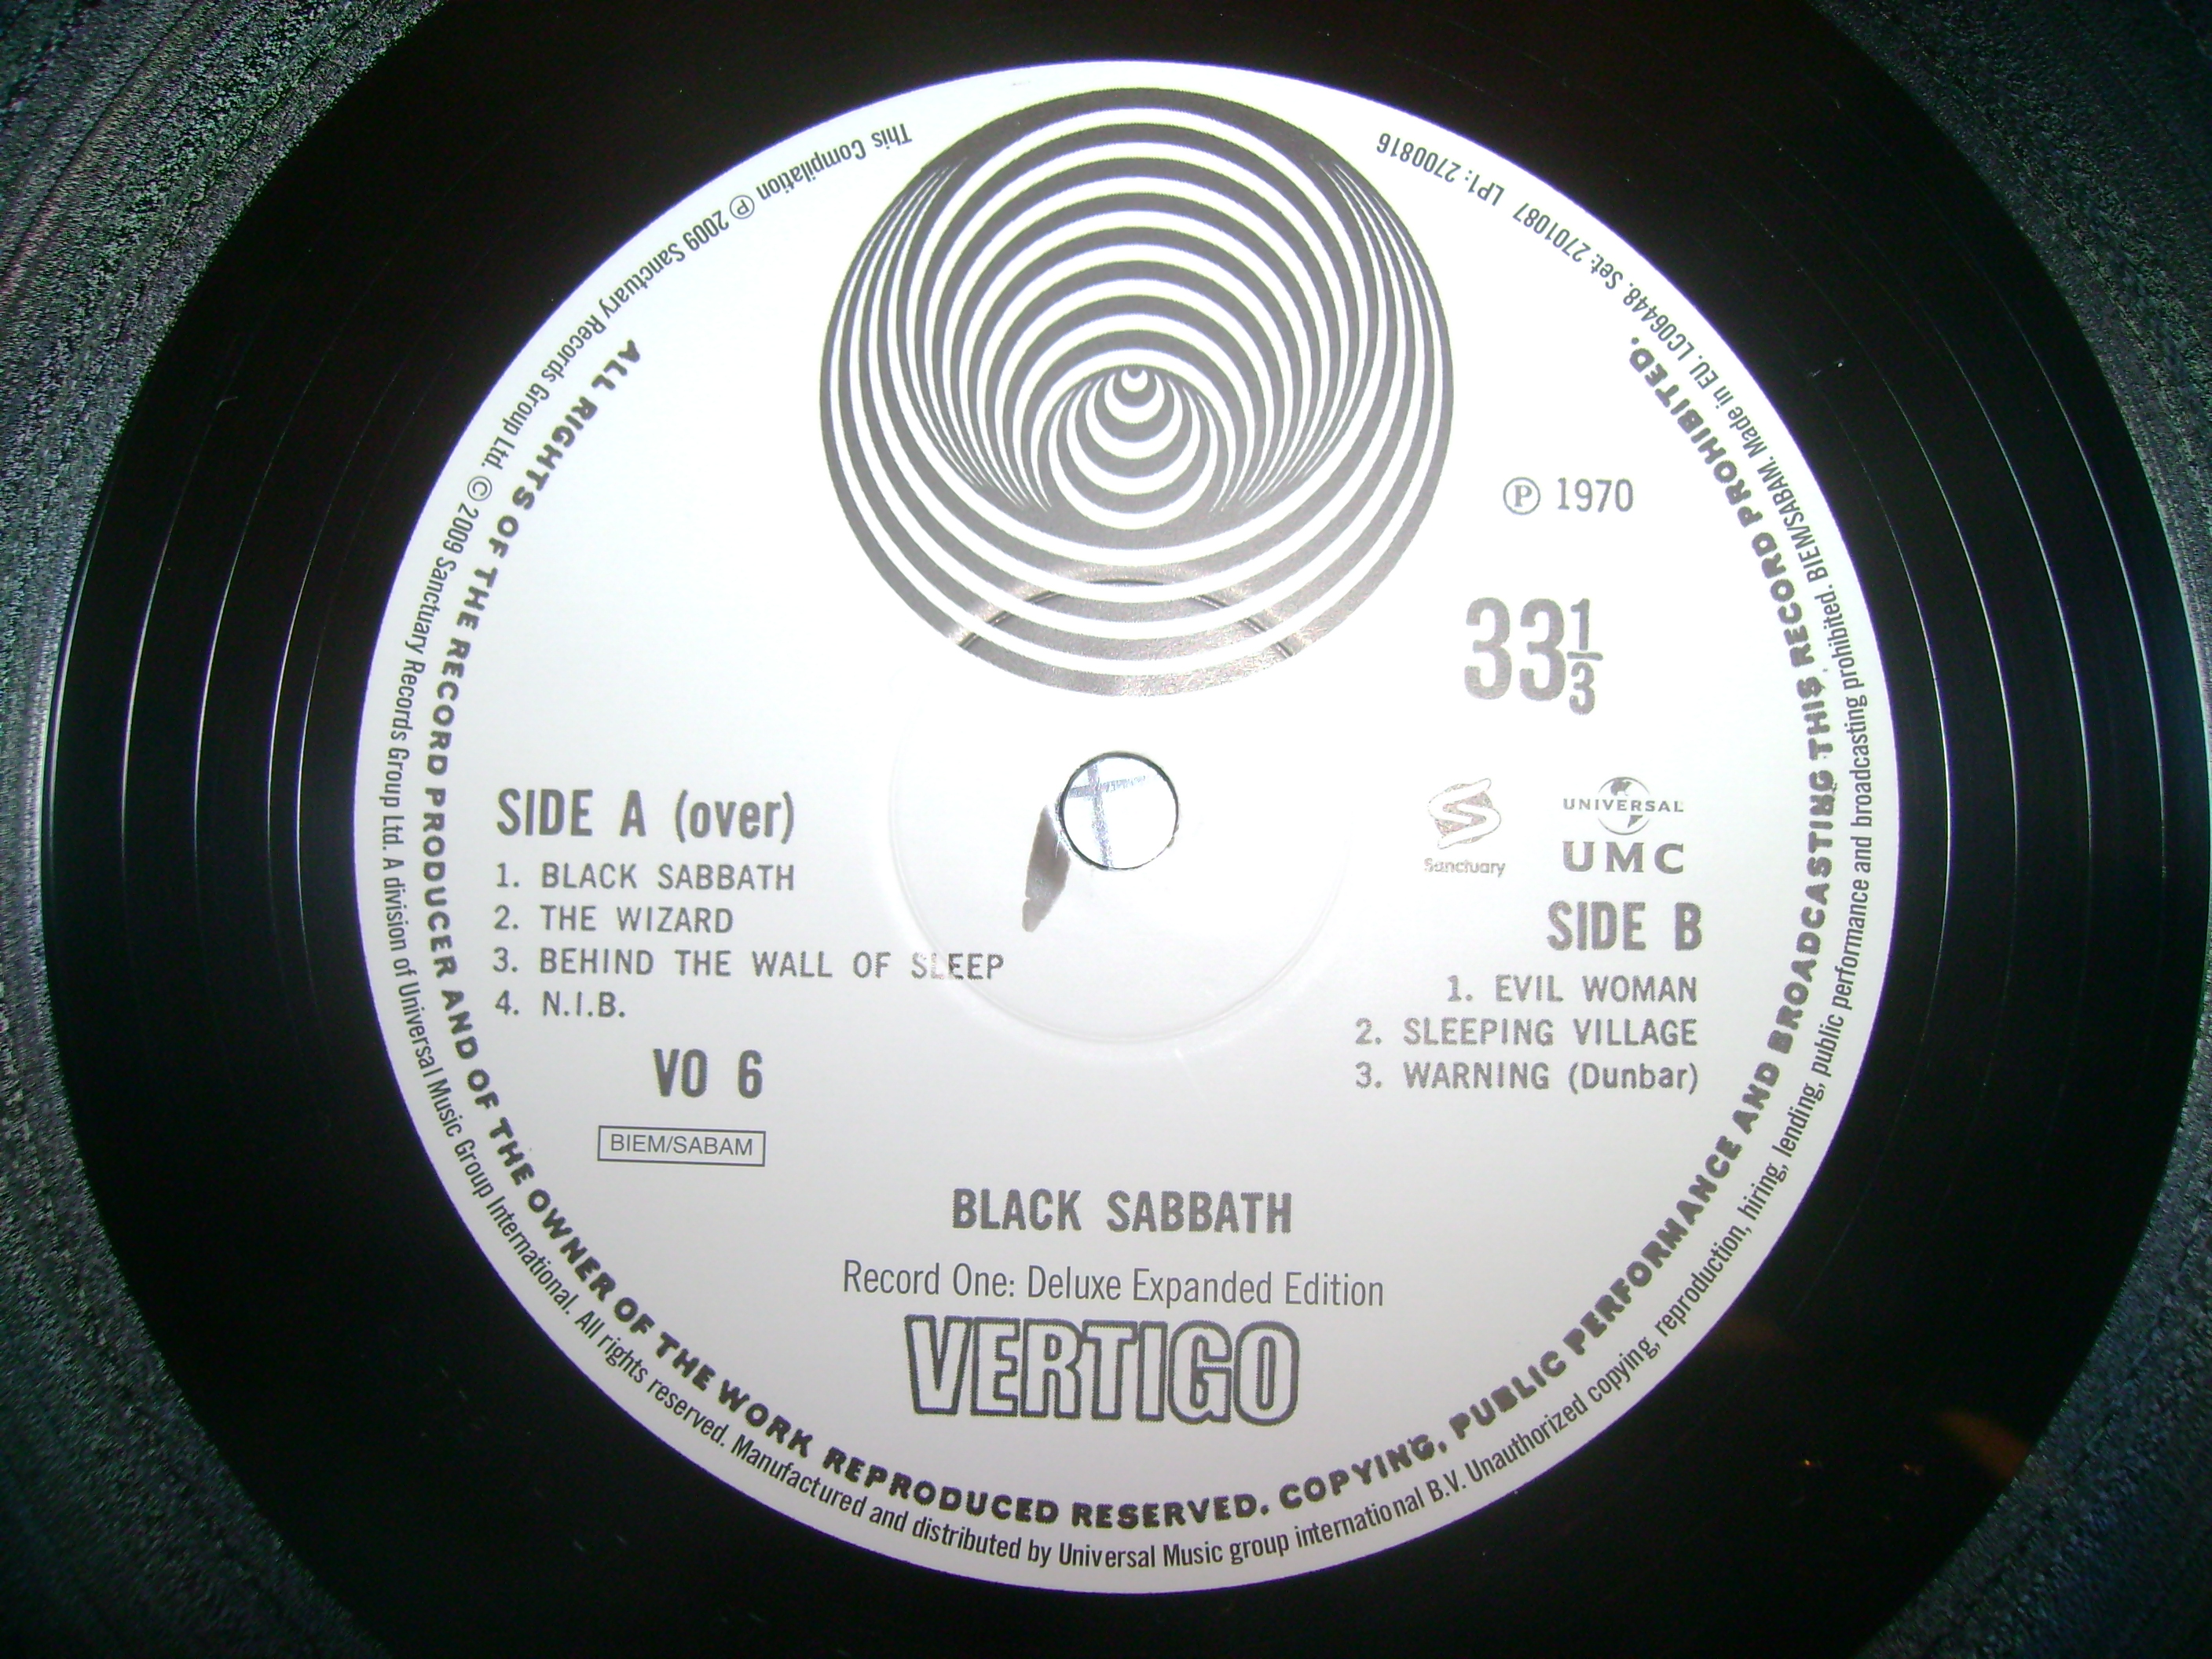 This Compilation ℗ 2009 Sanctuary Records Group Ltd. © 2009 Sanctuary Records Group Ltd. A division of Universal Music Group International. All rights reserved. Manufactured and distributed by Universal Music group international B.V. Unauthorized copying, reproduction, hiring, lending, public performance and broadcasting prohibited. BIEM/SABAM. Made in EU. LC06448. Set: 2701087 LP1: 2700816
ALL RIGHTS OF THE RECORD PRODUCER AND OF THE OWNER OF THE WORK REPRODUCED RESERVED. COPYING, PUBLIC PERFORMANCE AND BROADCASTING THIS RECORD PROHIBITED.
℗ 1970
33 1/3
SIDE A (over)
1. BLACK SABBATH
2. THE WIZARD
3. BEHIND THE WALL OF SLEEP
4. N.I.B.
VO 6
BIEM/SABAM
Sanctuary
UNIVERSAL
UMC
SIDE B
1. EVIL WOMAN
2. SLEEPING VILLAGE
3. WARNING (Dunbar)
BLACK SABBATH
Record One: Deluxe Expanded Edition
VERTIGO